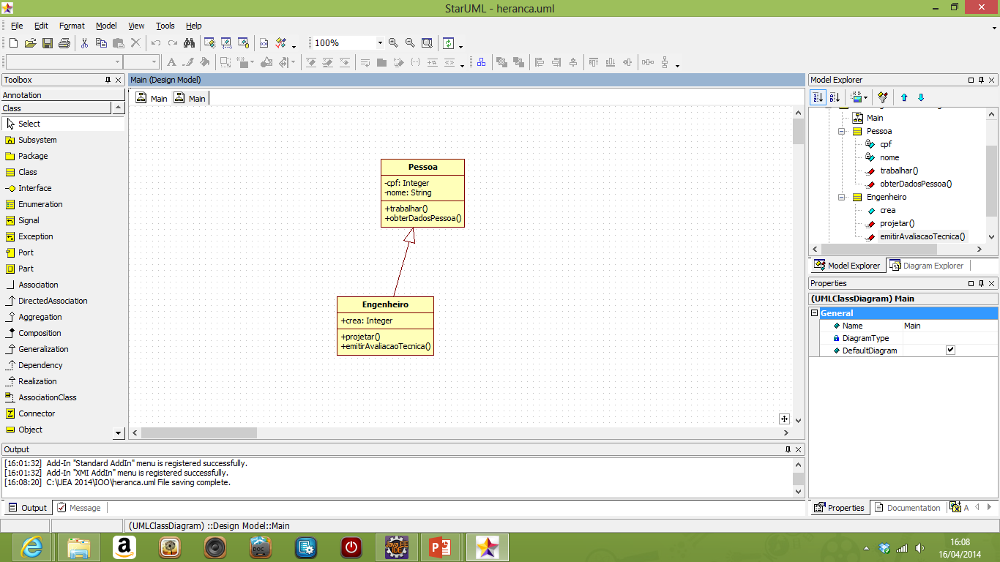 StarUML - heranca.uml
File Edit Format Model View Tools Help
100%
Toolbox
Annotation
Class
Select
Subsystem
Package
Class
Interface
Enumeration
Signal
Exception
Port
Part
Association
DirectedAssociation
Aggregation
Composition
Generalization
Dependency
Realization
AssociationClass
Connector
Object
Main (Design Model)
Main Main
Pessoa
-cpf: Integer
-nome: String
+trabalhar()
+obterDadosPessoa()
Engenheiro
+crea: Integer
+projetar()
+emitirAvaliacaoTecnica()
Model Explorer
Main
Pessoa
cpf
nome
trabalhar()
obterDadosPessoa()
Engenheiro
crea
projetar()
emitirAvaliacaoTecnica()
Model Explorer Diagram Explorer
Properties
(UMLClassDiagram) Main
General
Name Main
DiagramType
DefaultDiagram
Properties Documentation A
Output
[16:01:32] Add-In "Standard AddIn" menu is registered successfully.
[16:01:32] Add-In "XMI AddIn" menu is registered successfully.
[16:08:20] C:\UEA 2014\IOO\heranca.uml File saving complete.
Output Message
(UMLClassDiagram) ::Design Model::Main
DOC
Java EE
IDE
16:08
16/04/2014